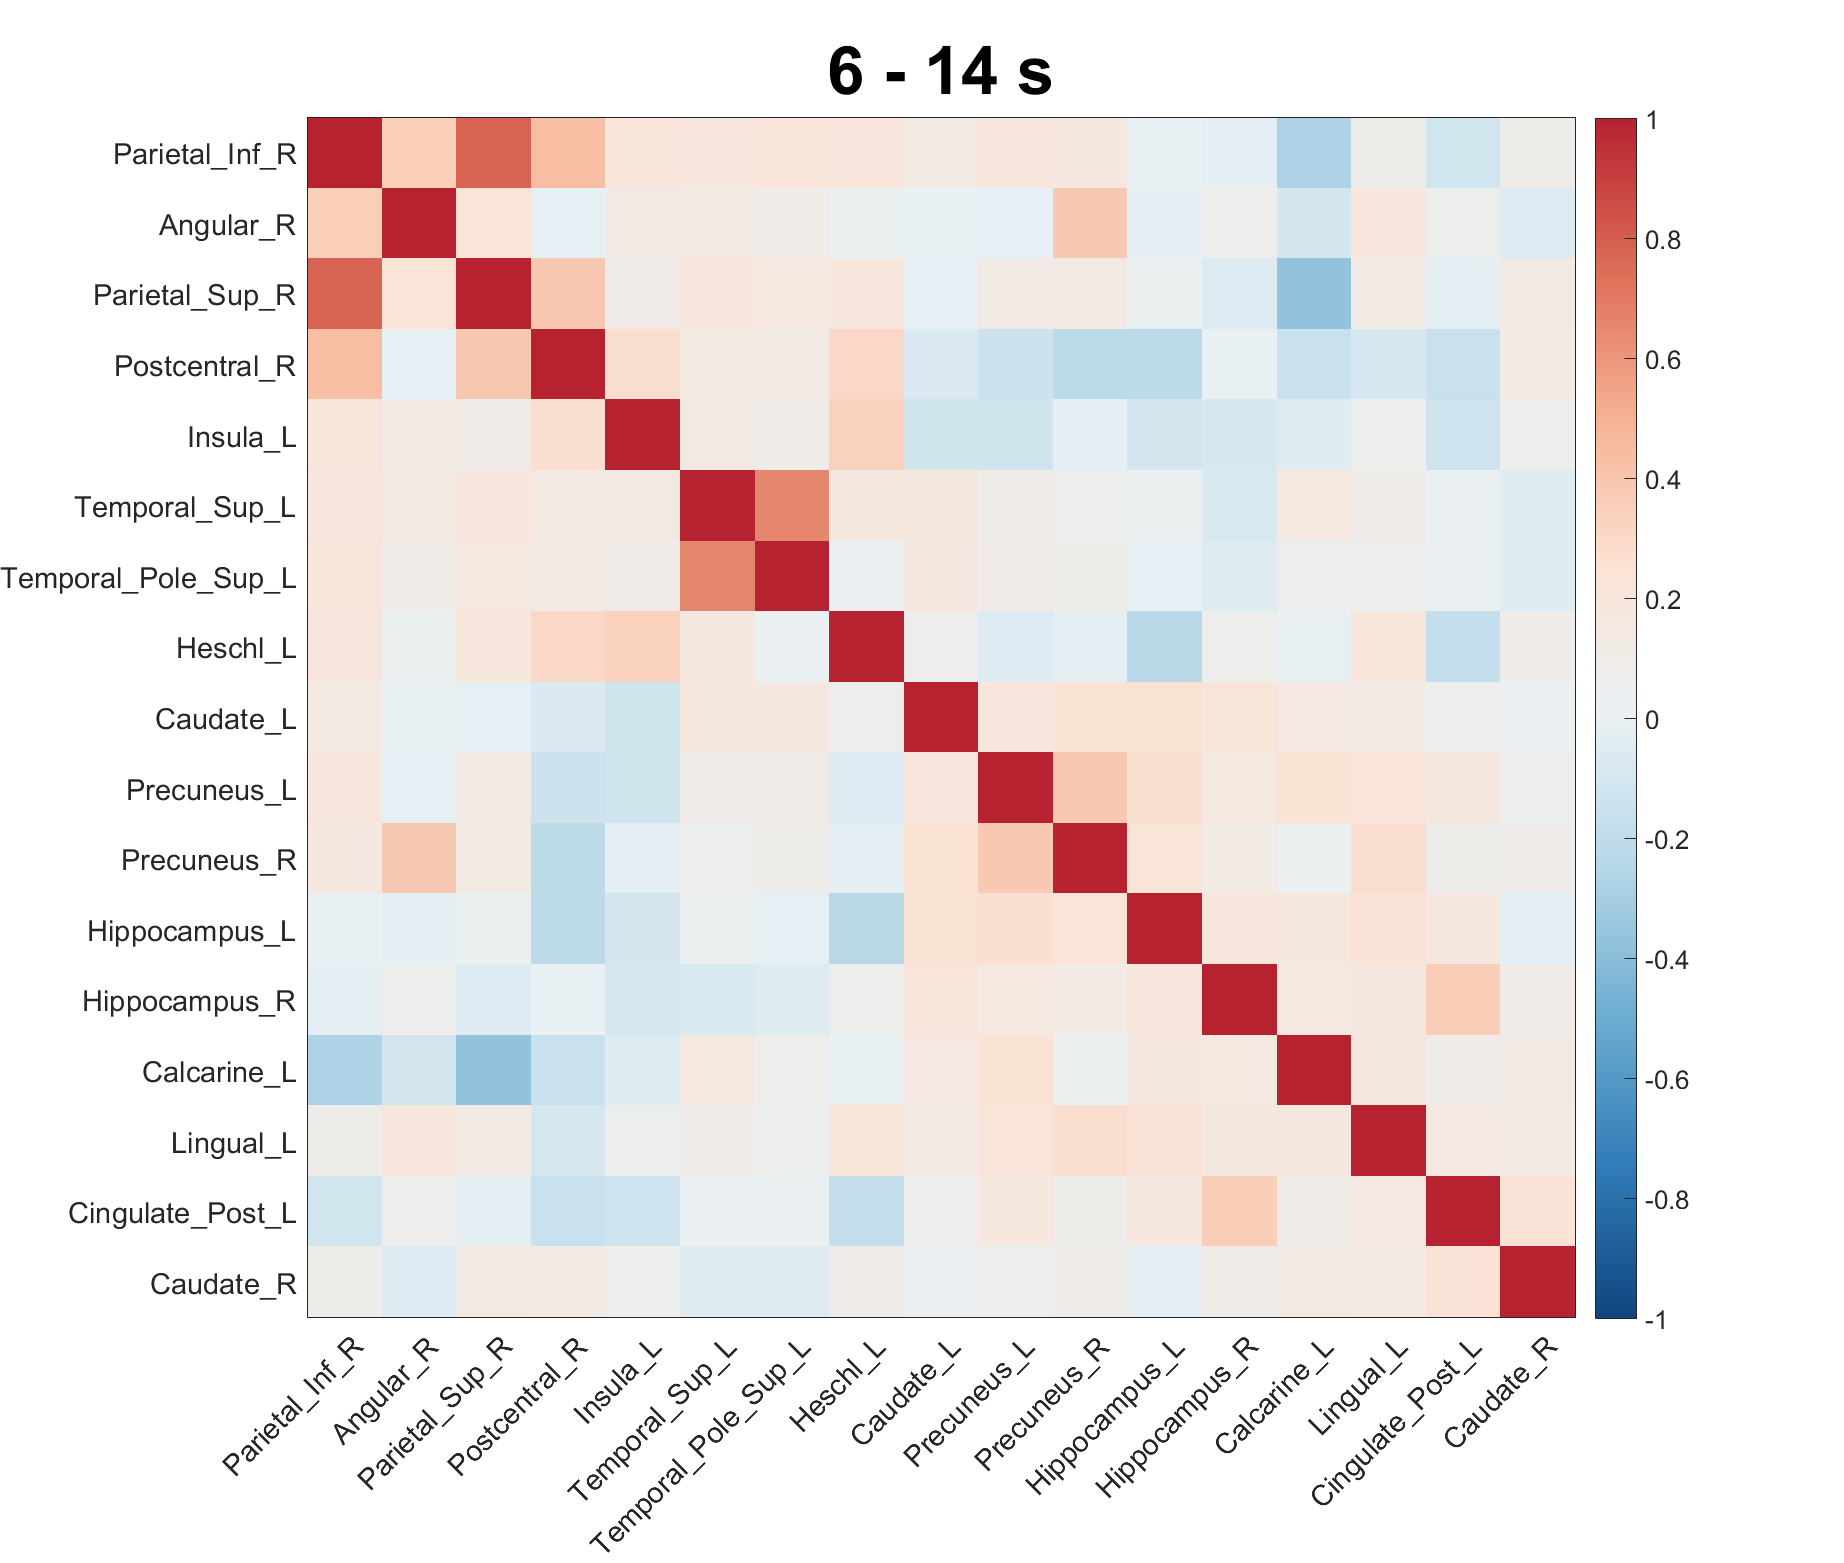 6 - 14 s
Parietal_Inf_R
Angular_R
Parietal_Sup_R
Postcentral_R
Insula_L
Temporal_Sup_L
Temporal_Pole_Sup_L
Heschl_L
Caudate_L
Precuneus_L
Precuneus_R
Hippocampus_L
Hippocampus_R
Calcarine_L
Lingual_L
Cingulate_Post_L
Caudate_R
1
0.8
0.6
0.4
0.2
0
-0.2
-0.4
-0.6
-0.8
-1
Parietal_Inf_R
Angular_R
Parietal_Sup_R
Postcentral_R
Insula_L
Temporal_Sup_L
Temporal_Pole_Sup_L
Heschl_L
Caudate_L
Precuneus_L
Precuneus_R
Hippocampus_L
Hippocampus_R
Calcarine_L
Lingual_L
Cingulate_Post_L
Caudate_R